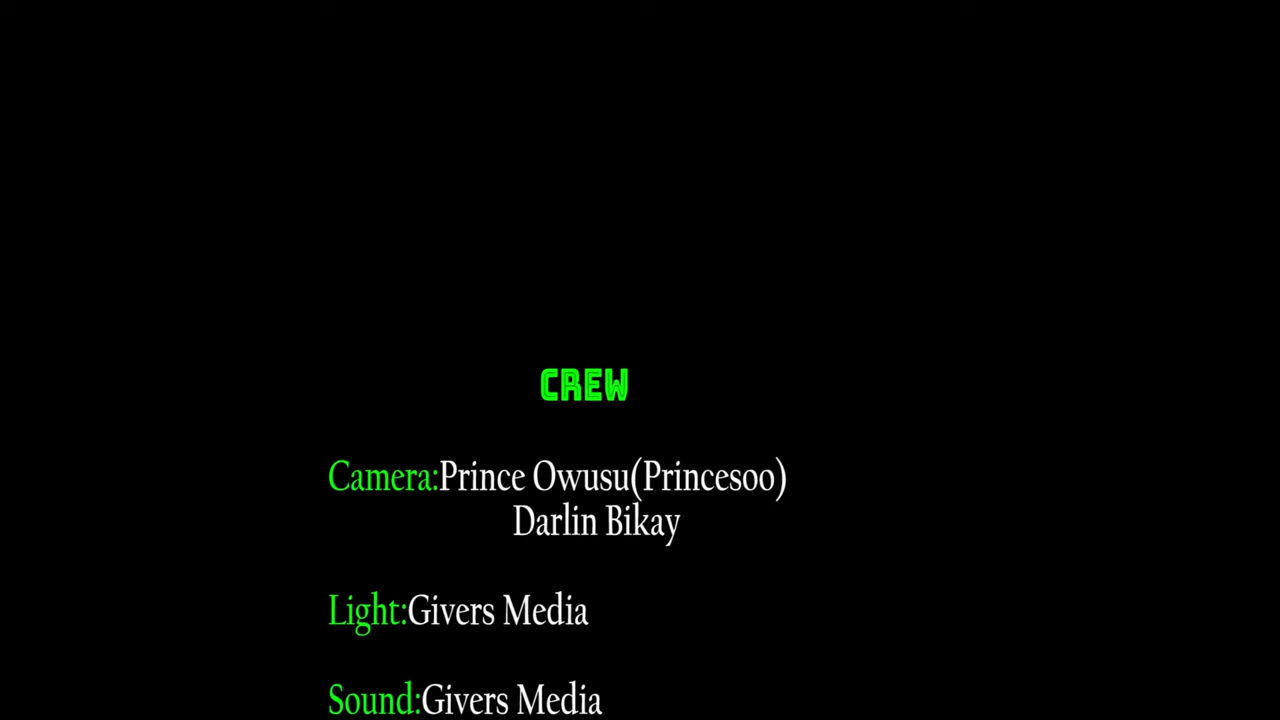 CREW
Camera:Prince Owusu(Princesoo)
Darlin Bikay
Light:Givers Media
Sound:Givers Media